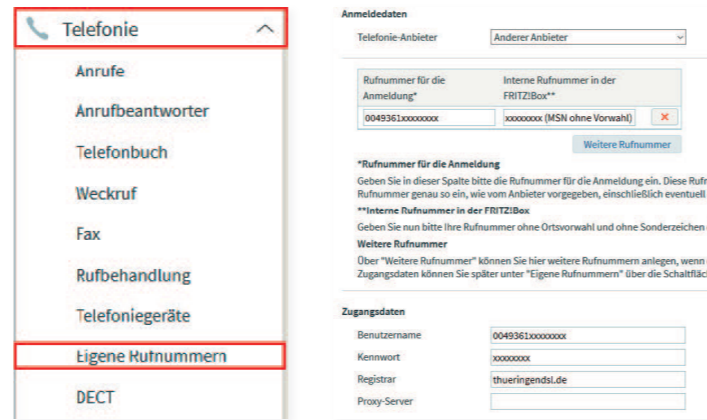 Telefonie
Anrufe
Anrufbeantworter
Telefonbuch
Weckruf
Fax
Rufbehandlung
Telefoniegeräte
Eigene Rufnummern
DECT
Anmeldedaten
Telefonie-Anbieter
Anderer Anbieter
Rufnummer für die Anmeldung*
Interne Rufnummer in der FRITZ!Box**
0049361xxxxxxxx
xxxxxxxx (MSN ohne Vorwahl)
Weitere Rufnummer
*Rufnummer für die Anmeldung
Geben Sie in dieser Spalte bitte die Rufnummer für die Anmeldung ein. Diese Rufn
Rufnummer genau so ein, wie vom Anbieter vorgegeben, einschließlich eventuell
**Interne Rufnummer in der FRITZ!Box
Geben Sie nun bitte Ihre Rufnummer ohne Ortsvorwahl und ohne Sonderzeichen
Weitere Rufnummer
Über "Weitere Rufnummer" können Sie hier weitere Rufnummern anlegen, wenn
Zugangsdaten können Sie später unter "Eigene Rufnummern" über die Schaltfläc
Zugangsdaten
Benutzername
0049361xxxxxxxx
Kennwort
xxxxxxxx
Registrar
thueringendsl.de
Proxy-Server